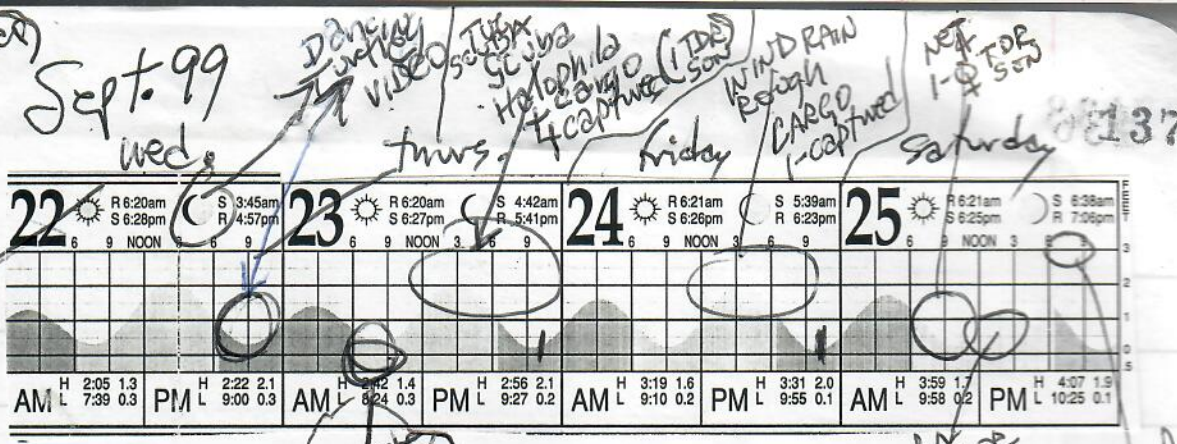 Sept. 99
Dancing
Turkey
VIDEO
SCUBA
Halophila
CARGO
4 captured (1 TDR)
SON
WIND RAIN
Rough
CARGO
1-captured
NET
1-♀ TDR
SEN
137
wed.
thurs.
friday
saturday
22 R 6:20am S 3:45am
S 6:28pm R 4:57pm
6 9 NOON 3 6 9
23 R 6:20am S 4:42am
S 6:27pm R 5:41pm
6 9 NOON 3 6 9
24 R 6:21am S 5:39am
S 6:26pm R 6:23pm
6 9 NOON 3 6 9
25 R 6:21am S 6:38am
S 6:25pm R 7:06pm
6 9 NOON 3
FEET
3
2
1
0
.5
AM H 2:05 1.3
L 7:39 0.3
PM H 2:22 2.1
L 9:00 0.3
AM H 2:42 1.4
L 8:24 0.3
PM H 2:56 2.1
L 9:27 0.2
AM H 3:19 1.6
L 9:10 0.2
PM H 3:31 2.0
L 9:55 0.1
AM H 3:59 1.7
L 9:58 0.2
PM H 4:07 1.9
L 10:25 0.1